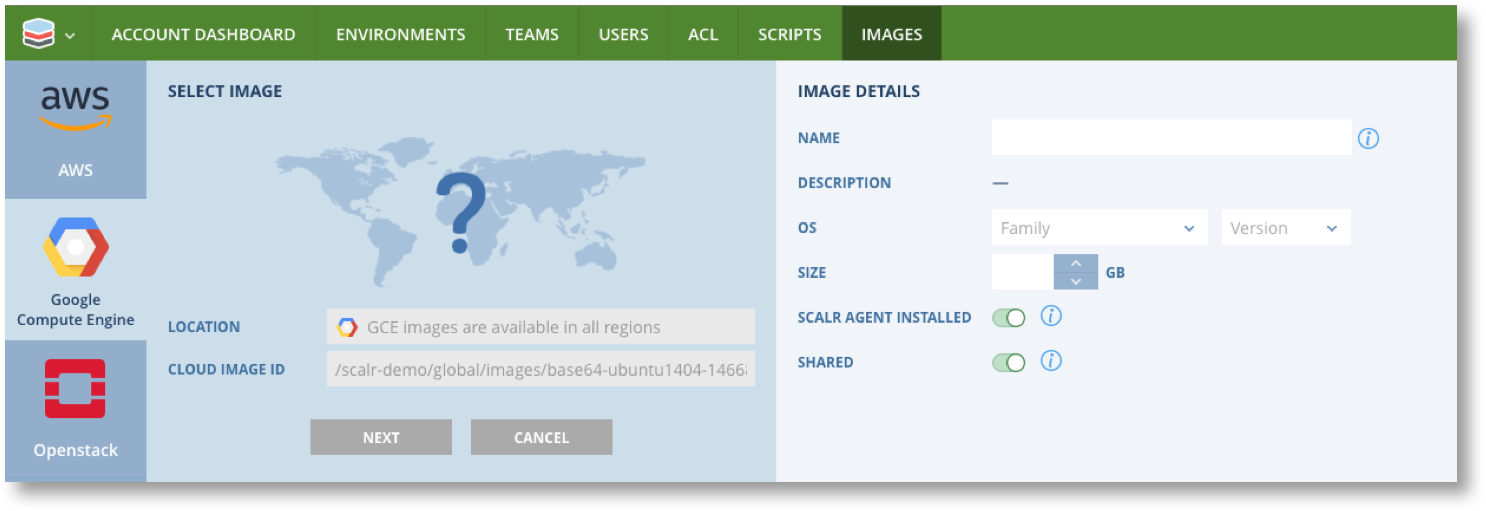 ACCOUNT DASHBOARD ENVIRONMENTS TEAMS USERS ACL SCRIPTS IMAGES
aws
AWS
Google
Compute Engine
Openstack
SELECT IMAGE
?
LOCATION GCE images are available in all regions
CLOUD IMAGE ID /scalr-demo/global/images/base64-ubuntu1404-1466
NEXT CANCEL
IMAGE DETAILS
NAME i
DESCRIPTION —
OS Family Version
SIZE GB
SCALR AGENT INSTALLED i
SHARED i